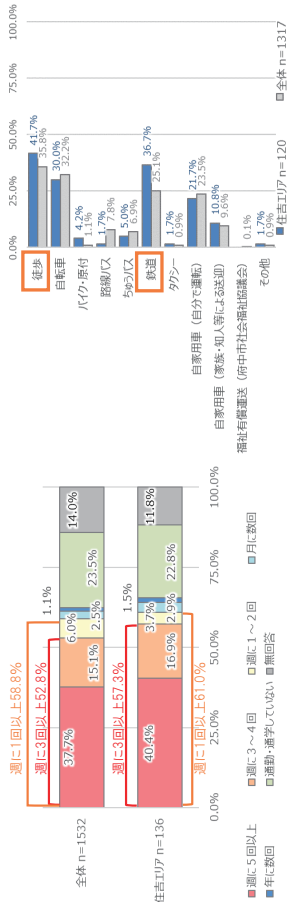 週に1回以上58.8%
週に3回以上52.8%
1.1%
全体 n=1532
37.7%
15.1%
6.0%
2.5%
23.5%
14.0%
週に3回以上57.3%
1.5%
住吉エリア n=136
40.4%
16.9%
3.7%
2.9%
22.8%
11.8%
週に1回以上61.0%
0.0%
25.0%
50.0%
75.0%
100.0%
週に５回以上
週に３～４回
週に１～２回
月に数回
年に数回
通勤・通学していない
無回答
0.0%
25.0%
50.0%
75.0%
100.0%
徒歩
41.7%
35.8%
自転車
30.0%
32.2%
バイク・原付
4.2%
1.1%
路線バス
1.7%
7.8%
ちゅうバス
5.0%
6.9%
鉄道
36.7%
25.1%
タクシー
1.7%
0.9%
自家用車（自分で運転）
21.7%
23.5%
自家用車（家族・知人等による送迎）
10.8%
9.6%
福祉有償運送（府中市社会福祉協議会）
0.1%
その他
1.7%
0.9%
住吉エリア n=120
全体 n=1317